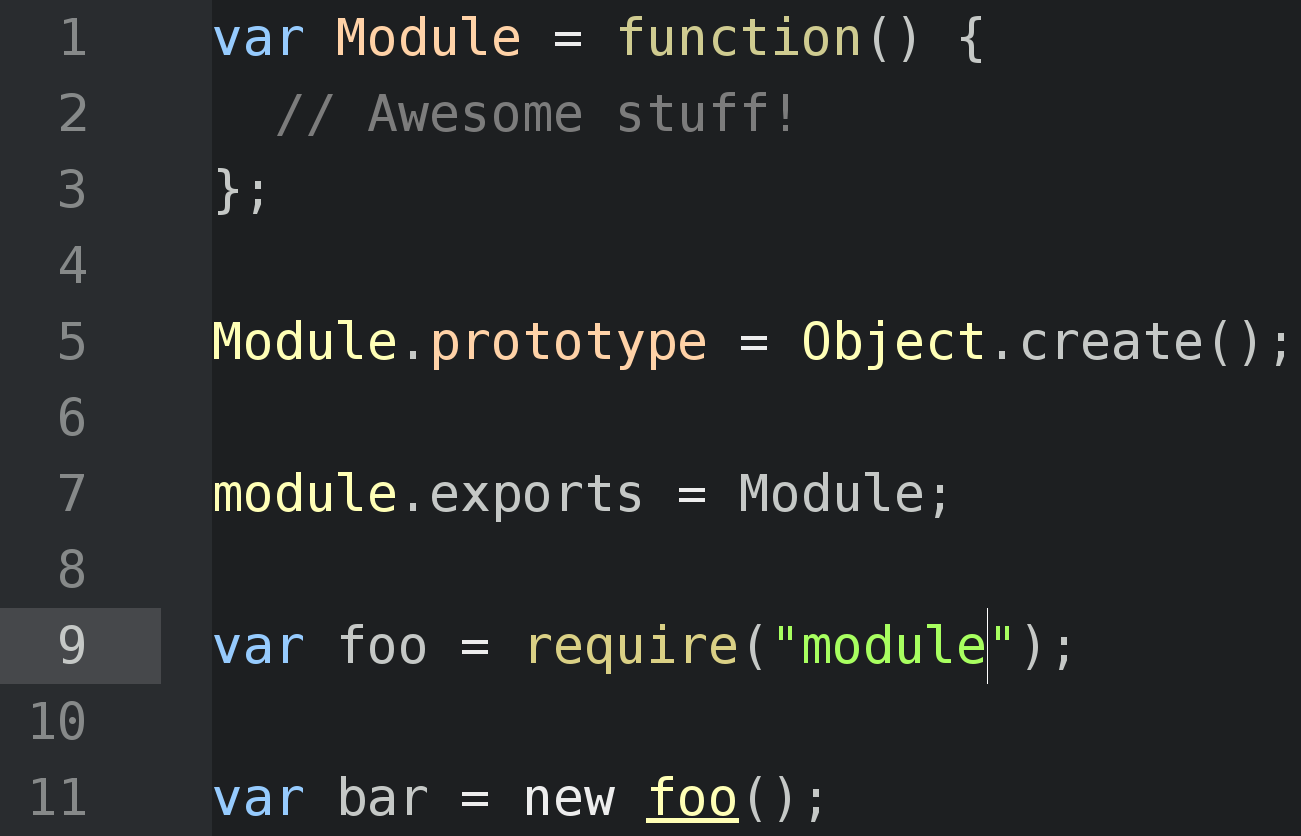 1 var Module = function() {
2   // Awesome stuff!
3 };
4
5 Module.prototype = Object.create();
6
7 module.exports = Module;
8
9 var foo = require("module");
10
11 var bar = new foo();